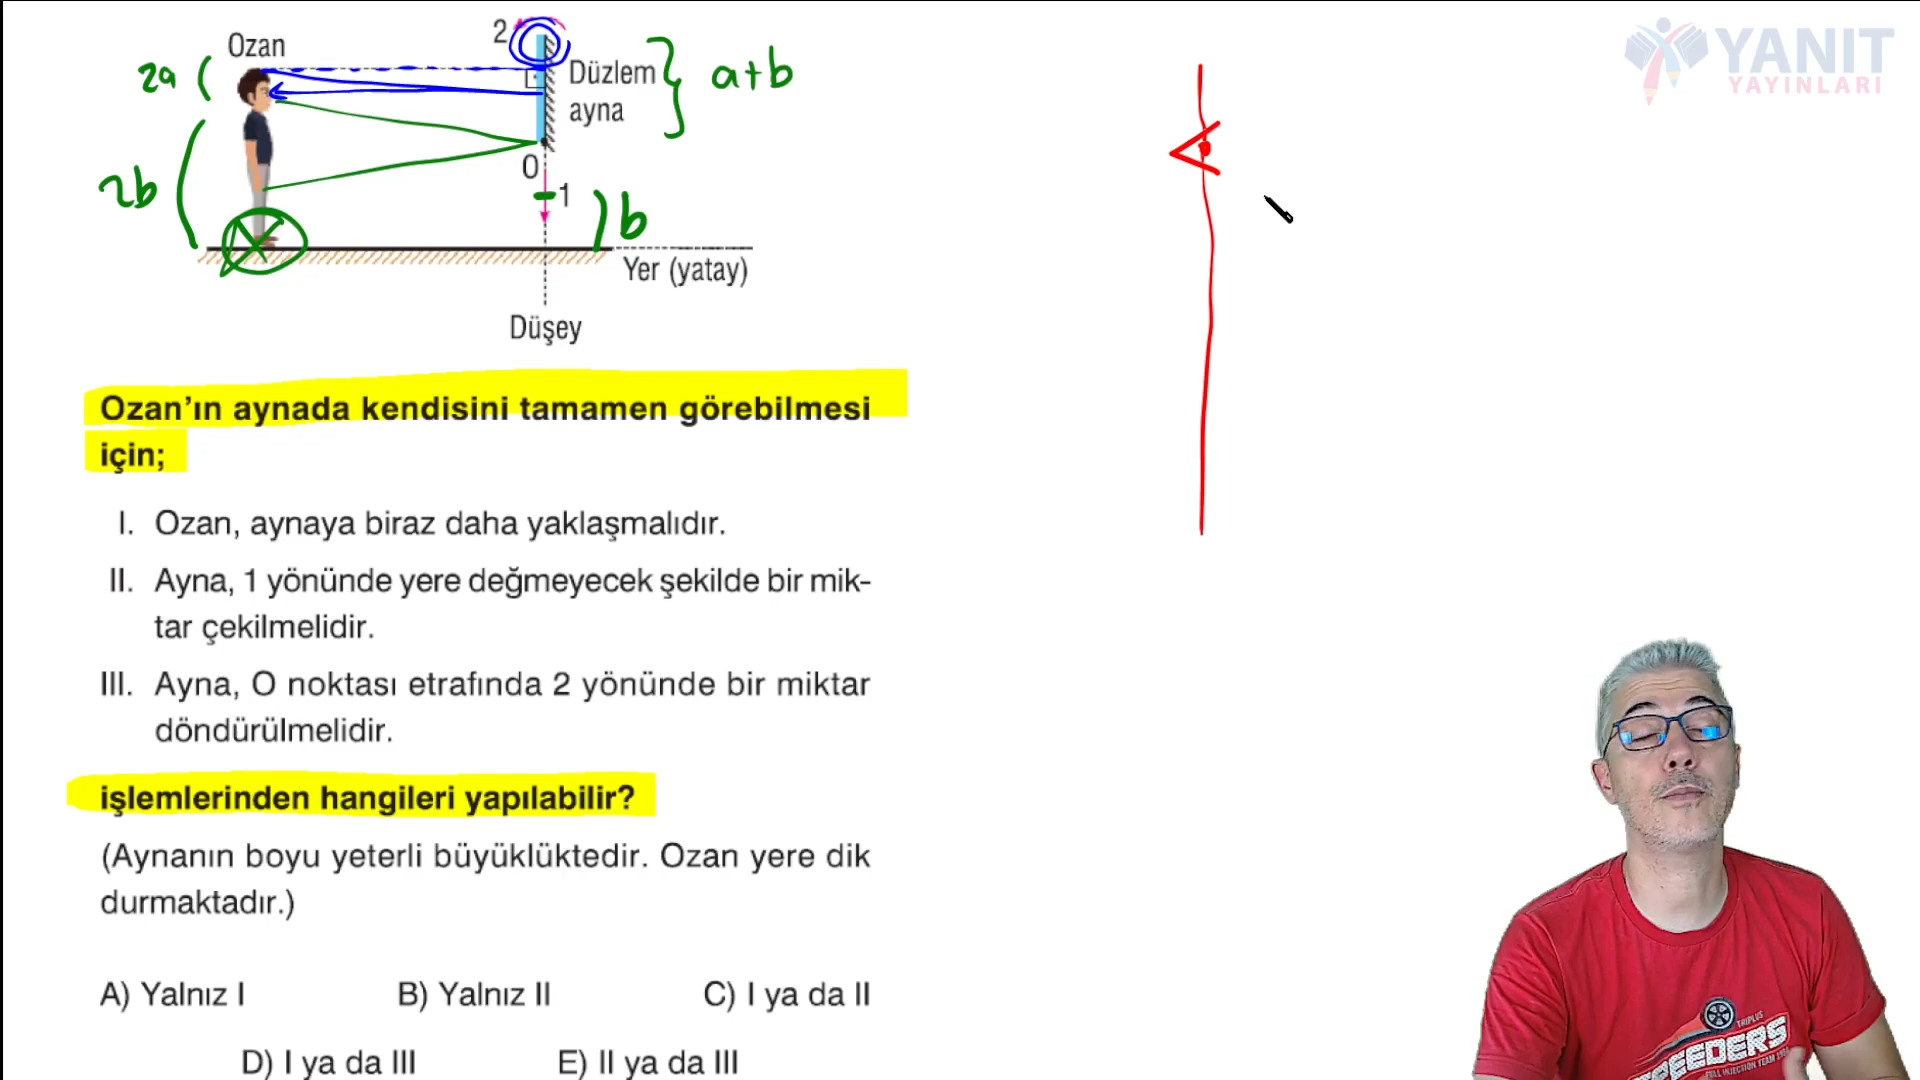 YANIT
YAYINLARI
2
Ozan
2a
Düzlem
ayna
a+b
O
1
2b
b
Yer (yatay)
Düşey
Ozan’ın aynada kendisini tamamen görebilmesi
için;
I. Ozan, aynaya biraz daha yaklaşmalıdır.
II. Ayna, 1 yönünde yere değmeyecek şekilde bir mik-
tar çekilmelidir.
III. Ayna, O noktası etrafında 2 yönünde bir miktar
döndürülmelidir.
işlemlerinden hangileri yapılabilir?
(Aynanın boyu yeterli büyüklüktedir. Ozan yere dik
durmaktadır.)
A) Yalnız I B) Yalnız II C) I ya da II
D) I ya da III E) II ya da III
TRIPLUS